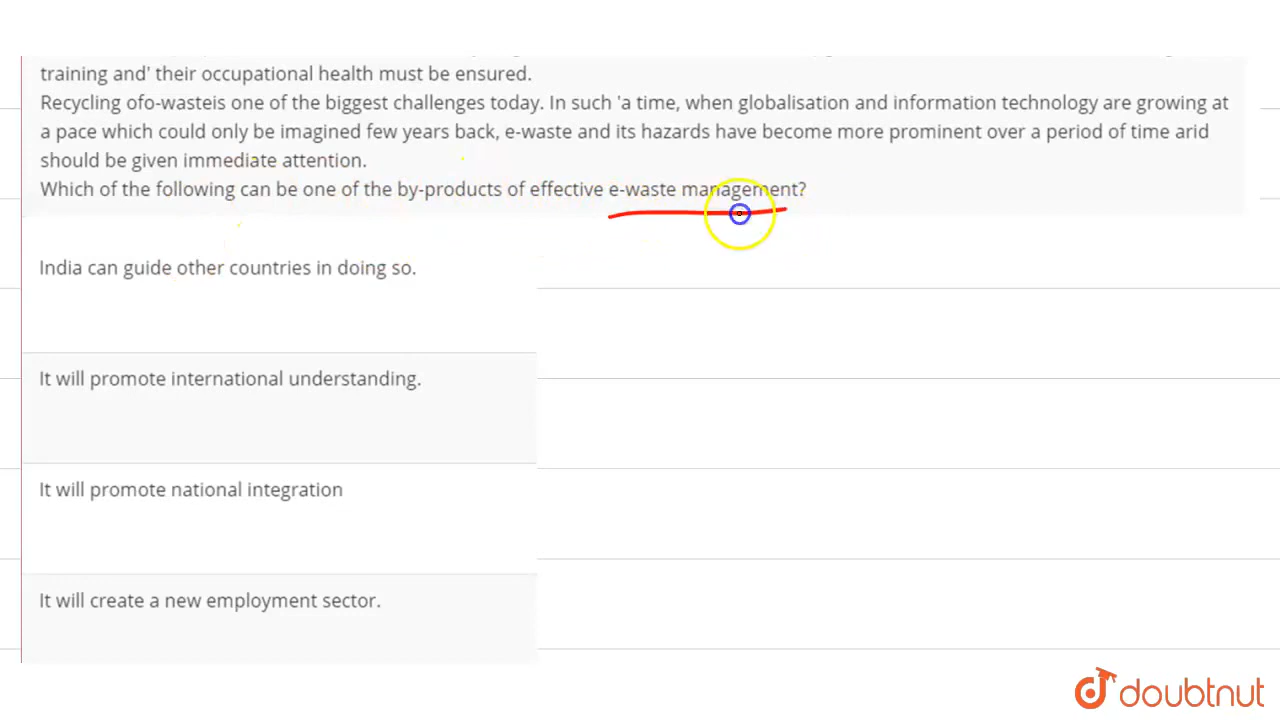 training and' their occupational health must be ensured.
Recycling ofo-wasteis one of the biggest challenges today. In such 'a time, when globalisation and information technology are growing at
a pace which could only be imagined few years back, e-waste and its hazards have become more prominent over a period of time arid
should be given immediate attention.
Which of the following can be one of the by-products of effective e-waste management?
India can guide other countries in doing so.
It will promote international understanding.
It will promote national integration
It will create a new employment sector.
doubtnut